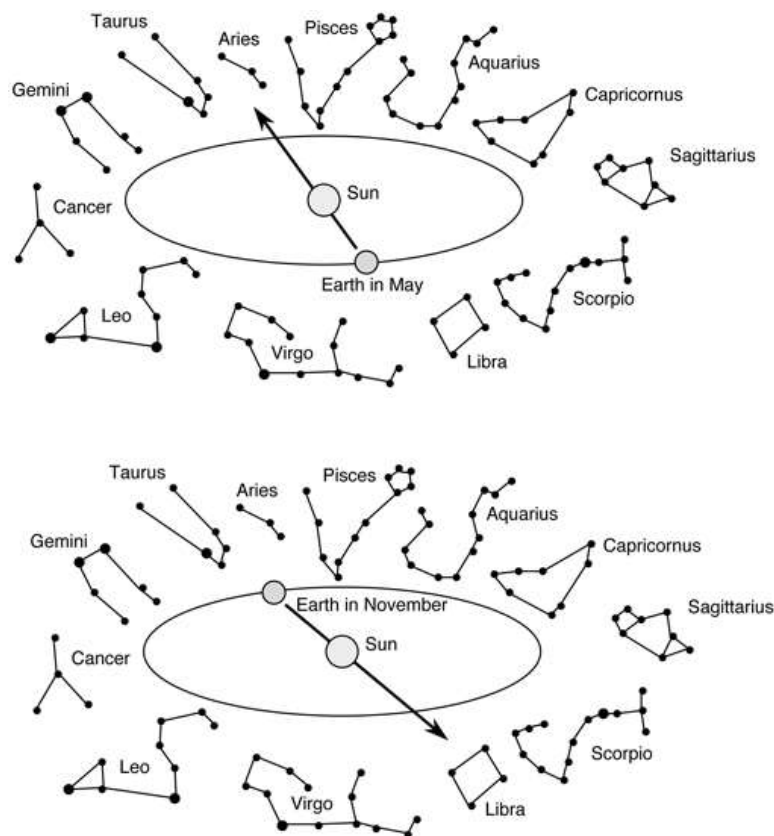 Taurus
Aries
Pisces
Aquarius
Gemini
Capricornus
Sagittarius
Cancer
Sun
Earth in May
Leo
Virgo
Libra
Scorpio
Taurus
Aries
Pisces
Aquarius
Gemini
Capricornus
Earth in November
Sagittarius
Cancer
Sun
Leo
Virgo
Libra
Scorpio